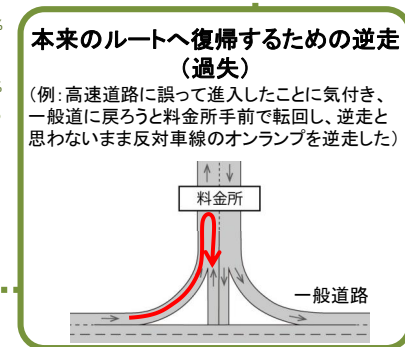 本来のルートへ復帰するための逆走
(過失)
(例:高速道路に誤って進入したことに気付き、
一般道に戻ろうと料金所手前で転回し、逆走と
思わないまま反対車線のオンランプを逆走した)
料金所
一般道路